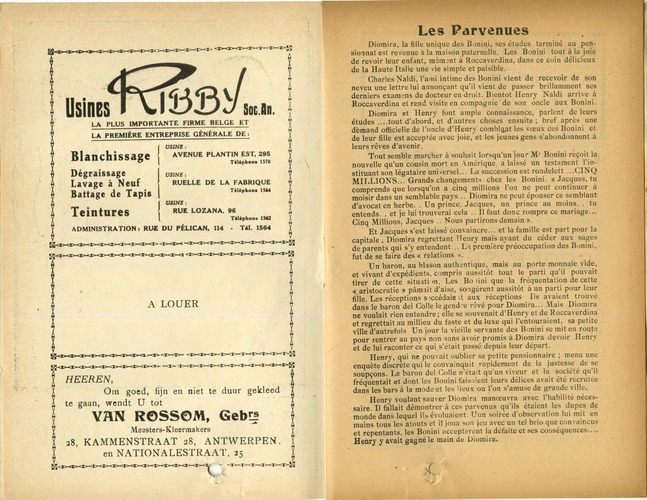 Usines RIBBY Soc. An.
LA PLUS IMPORTANTE FIRME BELGE ET
LA PREMIÈRE ENTREPRISE GÉNÉRALE DE :
Blanchissage
USINE :
AVENUE PLANTIN EST, 295
Téléphone 1370
Dégraissage
Lavage à Neuf
Battage de Tapis
USINE :
RUELLE DE LA FABRIQUE
Téléphone 1564
Teintures
USINE :
RUE LOZANA, 96
Téléphone 1362
ADMINISTRATION : RUE DU PÉLICAN, 114 - Tél. 1564
A LOUER
HEEREN,
Om goed, fijn en niet te duur gekleed
te gaan, wendt U tot
VAN ROSSOM, Gebrs
Meesters-Kleermakers
28, KAMMENSTRAAT 28, ANTWERPEN.
en NATIONALESTRAAT, 25
Les Parvenues
Diomira, la fille unique des Bonini, ses études terminé au pen-
sionnat est revenue à la maison paternelle. Les Bonini tout à la joie
de revoir leur enfant, mènent à Roccaverdina, dans ce coin délicieux
de la Haute Italie une vie simple et paisible.
Charles Naldi, l'ami intime des Bonini vient de recevoir de son
neveu une lettre lui annonçant qu'il vient de passer brillamment ses
derniers examens de docteur en droit. Bientot Henry Naldi arrive à
Roccaverdina et rend visite en compagnie de son oncle aux Bonini.
Diomira et Henry font ample connaissance, parlent de leurs
études ....tout d'abord, et d'autres choses ensuite ; bref après une
demand officielle de l'oncle d'Henry comblant les vœux ces Bonini et
de leur fille est acceptée avec joie, et les jeunes gens s'abondonnent à
leurs rêves d'avenir.
Tout semble marcher à souhait lorsqu'un jour Mr Bonini reçoit la
nouvelle qu'un cousin mort en Amérique, a laissé un testament l'in-
stituant son légataire universel... La succession est rondelett ...CINQ
MILLIONS.... Grands changements chez les Bonini. « Jacques, tu
comprends que lorsqu'on a cinq millions l'on ne peut continuer à
moisir dans un semblable pays... Diomira ne peut épouser ce semblant
d'avocat en herbe. . Un prince, Jacques, un prince au moins. , tu
entends. , et je lui trouverai cela .. Il faut donc rompre ce mariage...
Cinq Millions, Jacques .. Nous partirons demain ».
Et Jacques s'est laissé convaincre... et la famille est part pour la
capitale, Diomira regrettant Henry mais ayant du céder aux sages
de parents qui s'y entendent. . La première préoccupation des Bonini,
fut de se faire des « relations ».
Un baron, au blason authentique, mais au porte monnaie vide,
et vivant d'expédients, compris aussitôt tout le parti qu'il pouvait
tirer de cette situation. Les Bonini que la fréquentation de cette
« aristocratie » pâmait d'aise, songèrent aussitôt à un parti pour leur
fille. Les réceptions succédaient aux réceptions Ils avaient trouvé
dans le baron del Colle le gendre rêvé pour Diomira.... Mais Diomira
ne voulait rien entendre ; elle se souvenait d'Henry et de Roccaverdina
et regrettait au milieu du faste et du luxe qui l'entouraient, sa petite
ville d'autrefois. Un jour la vieille servante des Bonini se mit en route
pour rentrer au pays non sans avoir promis à Diomira devoir Henry
et de lui raconter ce qui s'était passé depuis leur départ.
Henry, qui ne pouvait oublier sa petite pensionnaire ; mena une
enquête discrète qui le convainquit rapidement de la justesse de se
soupçons. Le baron del Colle n'était qu'un viveur et la société qu'il
fréquentait et dont les Bonini faisaient leurs délices avait été recrutée
dans les bars à la mode et les lieux ou l'on s'amuse de grande ville.
Henry voulant sauver Diomira manœuvra avec l'habilité néces-
saire. Il fallait démontrer à ces parvenus qu'ils étaient les dupes du
monde dans lequel ils évoluaient. Une soirée d'observation lui mit en
mains tous les atouts et il joua son jeu avec un tel brio que convaincus
et repentants, les Bonini acceptèrent la défaite et ses conséquences....
Henry y avait gagné le main de Diomira.